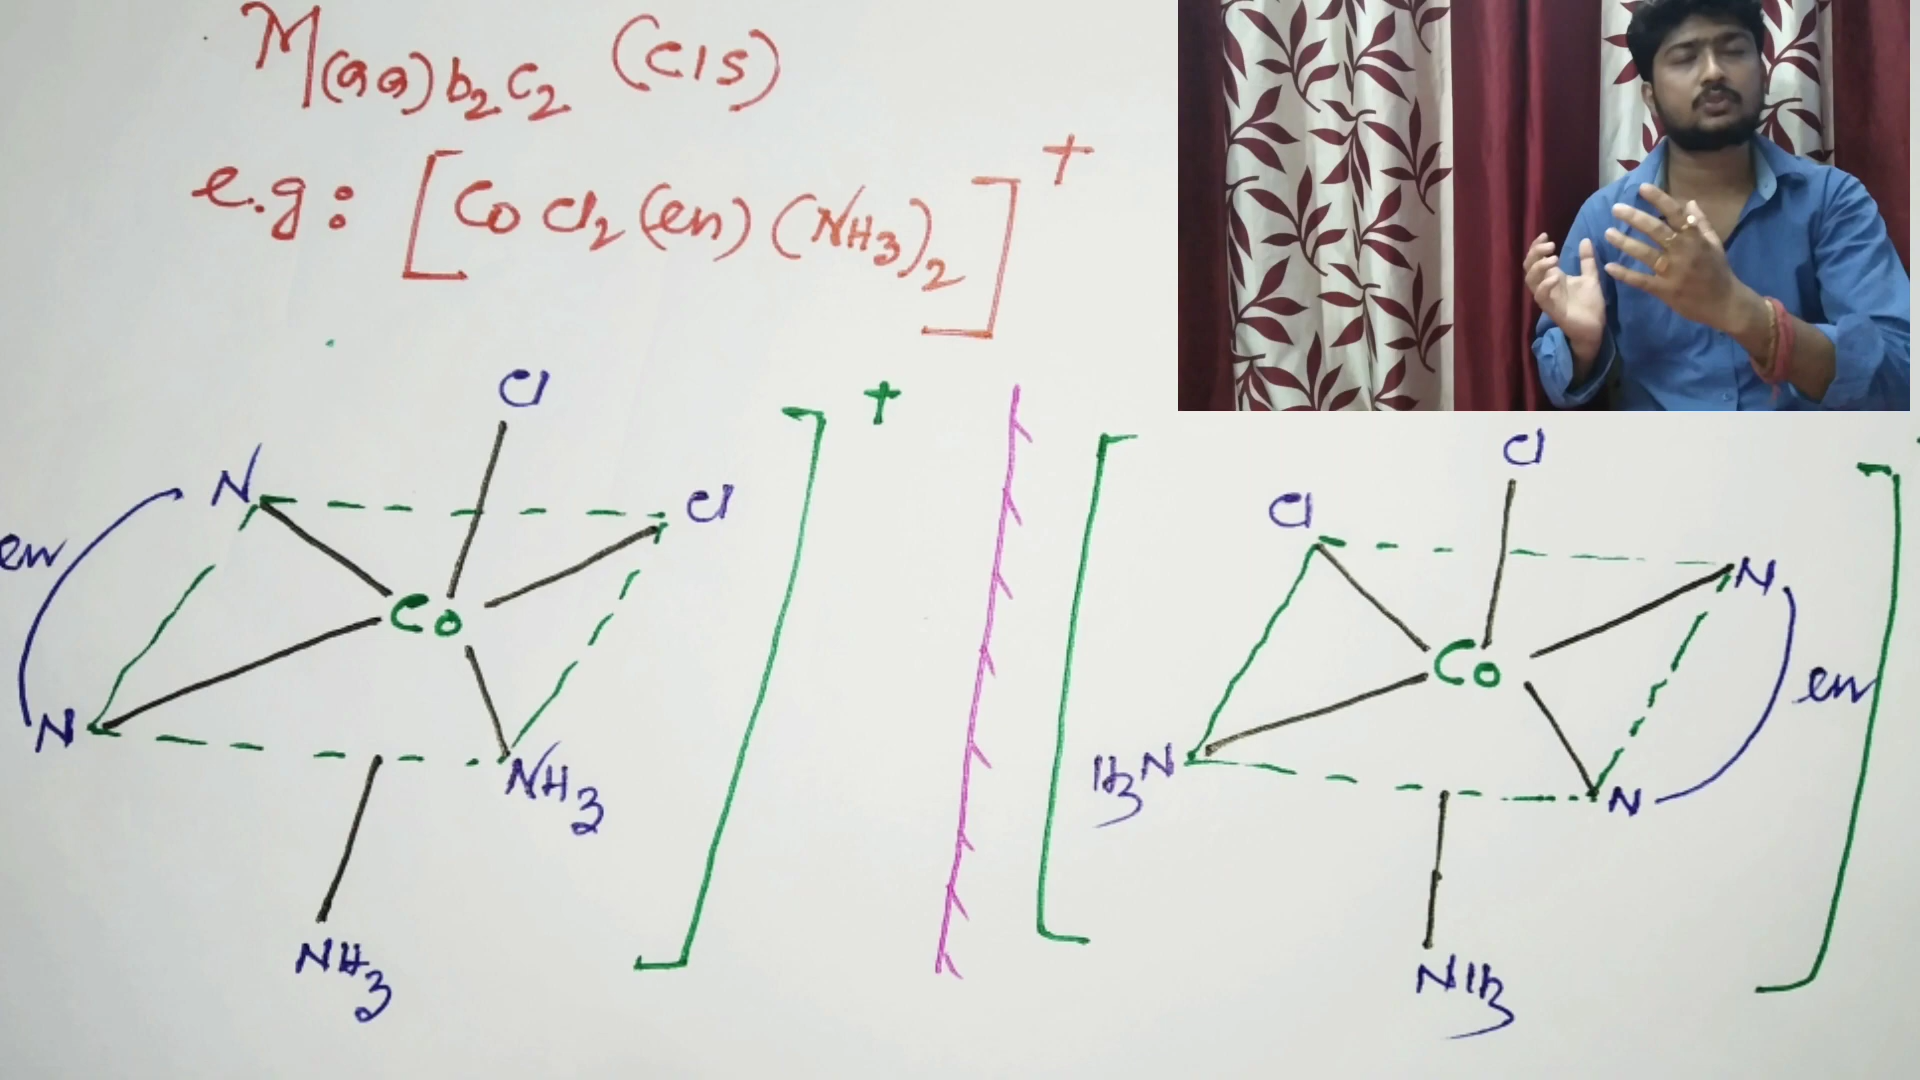 M(aa)b2c2 (cis)
e.g: [CoCl2(en)(NH3)2]+
Cl
N
Cl
en
Co
N
NH3
NH3
+
Cl
Cl
N
Co
en
H3N
N
NH3